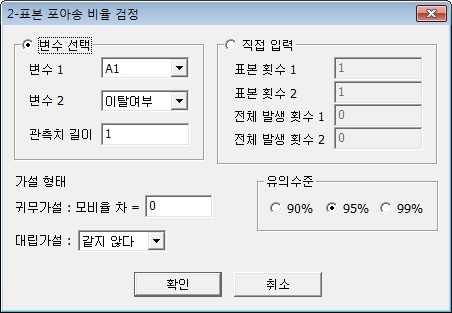 2-표본 포아송 비율 검정
변수 선택
변수 1
A1
변수 2
이탈여부
관측치 길이
1
직접 입력
표본 횟수 1
1
표본 횟수 2
1
전체 발생 횟수 1
0
전체 발생 횟수 2
0
가설 형태
귀무가설 : 모비율 차 =
0
대립가설 :
같지 않다
유의수준
90%
95%
99%
확인
취소